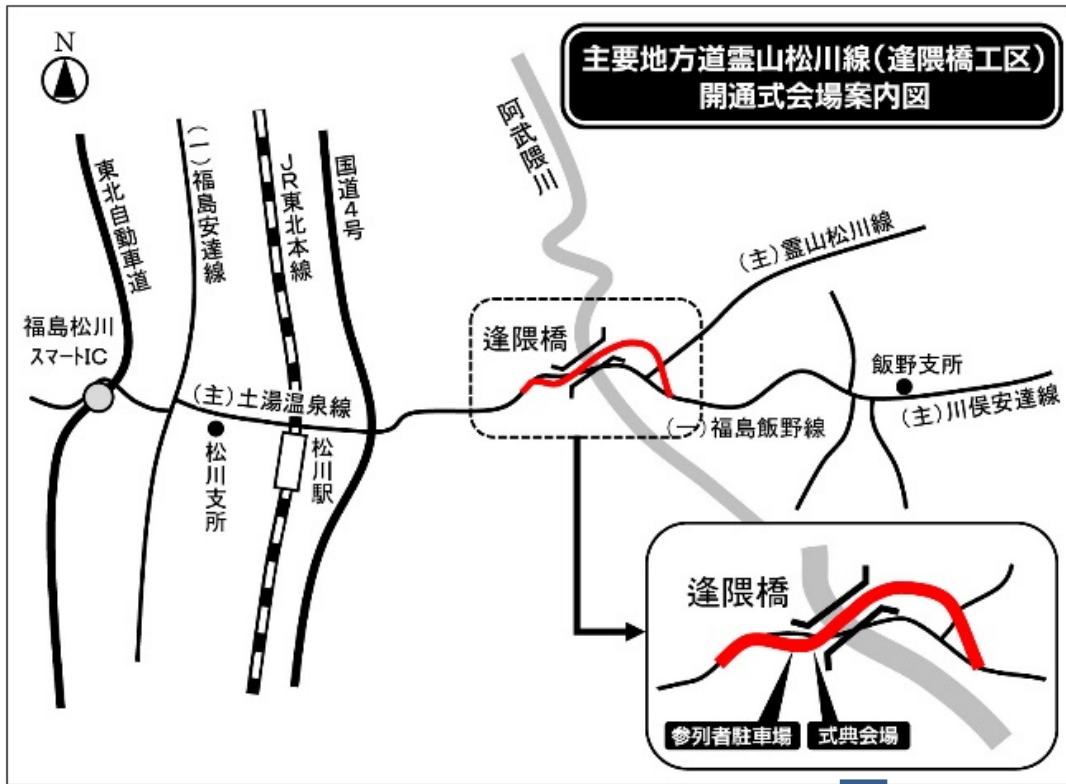 N
主要地方道霊山松川線（逢隈橋工区）
開通式会場案内図
東北自動車道
（一）福島安達線
JR東北本線
国道4号
阿武隈川
（主）霊山松川線
福島松川
スマートIC
逢隈橋
飯野支所
（主）土湯温泉線
（一）福島飯野線
（主）川俣安達線
松川支所
松川駅
逢隈橋
参列者駐車場
式典会場